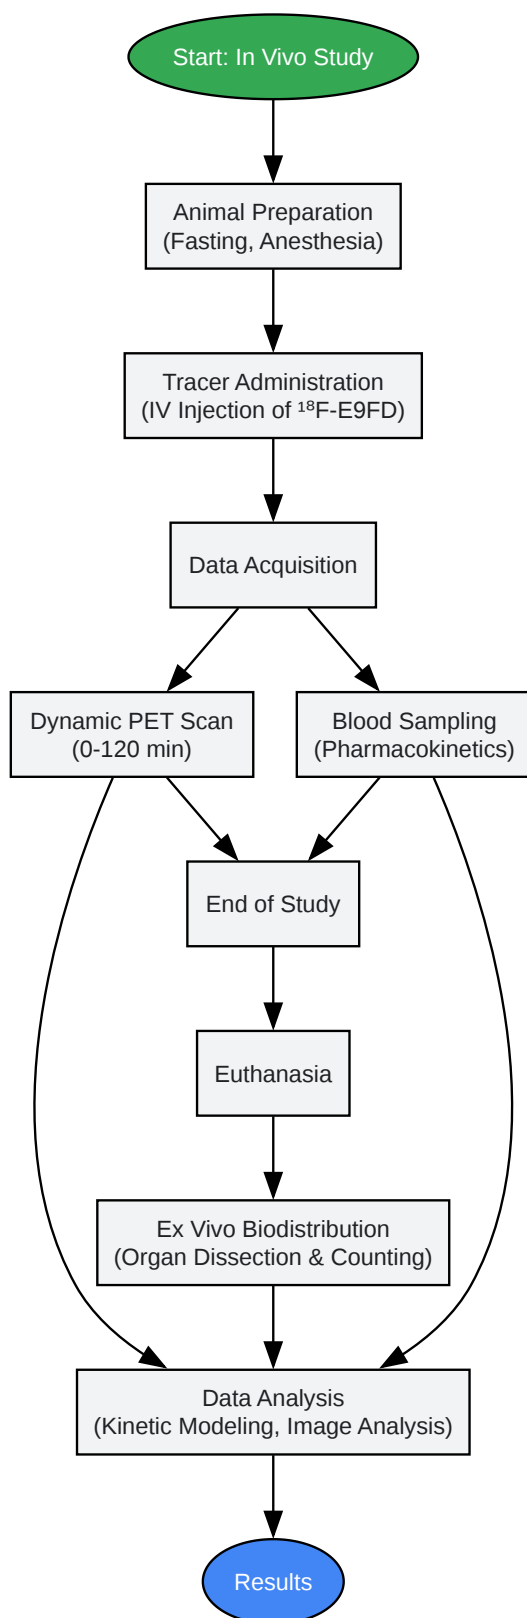 Start: In Vivo Study
Animal Preparation
(Fasting, Anesthesia)
Tracer Administration
(IV Injection of ¹⁸F-E9FD)
Data Acquisition
Dynamic PET Scan
(0-120 min)
Blood Sampling
(Pharmacokinetics)
End of Study
Euthanasia
Ex Vivo Biodistribution
(Organ Dissection & Counting)
Data Analysis
(Kinetic Modeling, Image Analysis)
Results